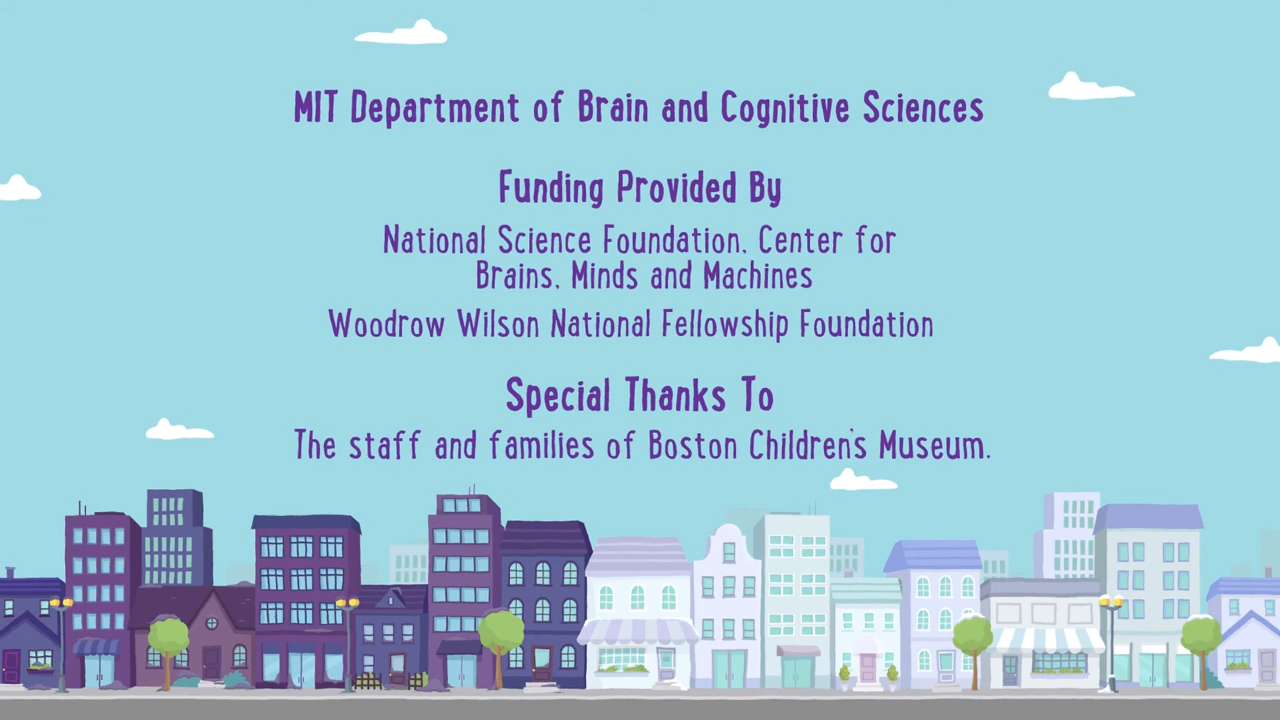 MIT Department of Brain and Cognitive Sciences
Funding Provided By
National Science Foundation, Center for
Brains, Minds and Machines
Woodrow Wilson National Fellowship Foundation
Special Thanks To
The staff and families of Boston Children's Museum.